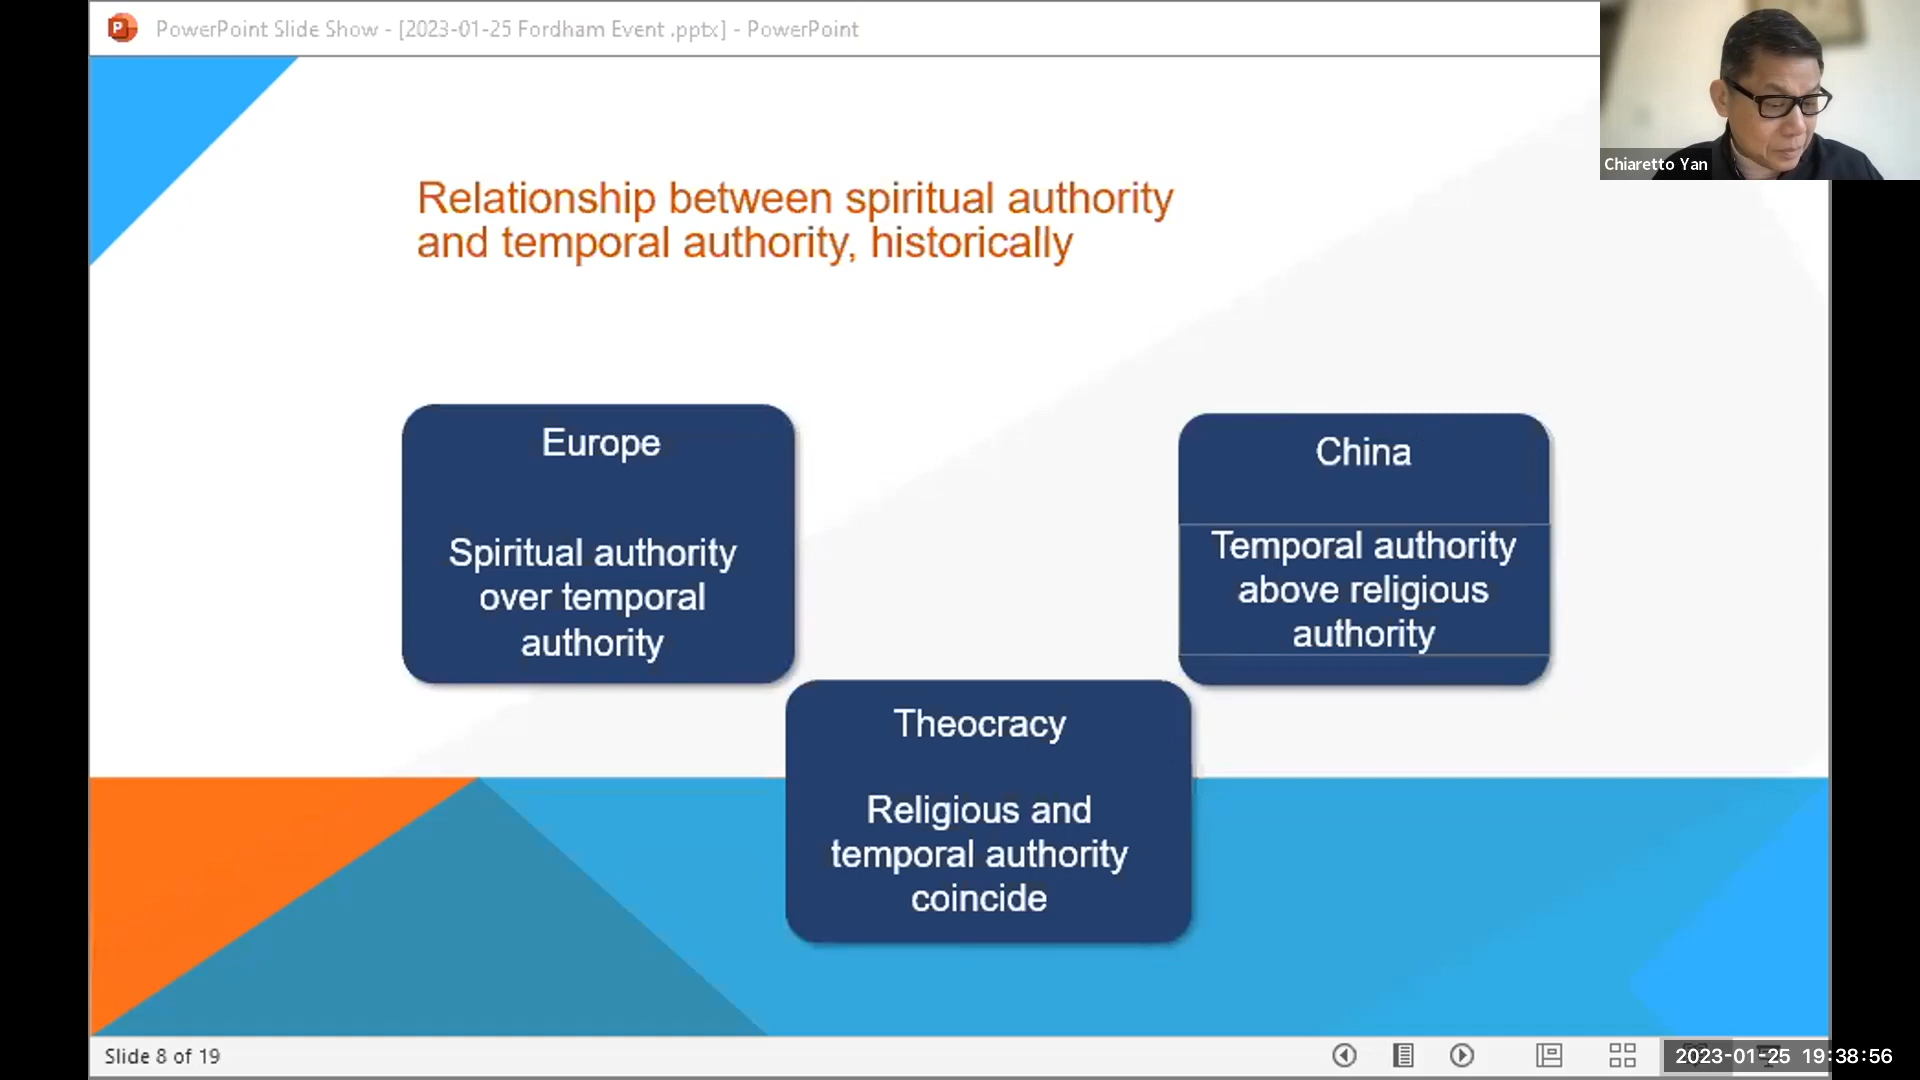 PowerPoint Slide Show - [2023-01-25 Fordham Event .pptx] - PowerPoint
Chiaretto Yan
Relationship between spiritual authority
and temporal authority, historically
Europe
Spiritual authority
over temporal
authority
China
Temporal authority
above religious
authority
Theocracy
Religious and
temporal authority
coincide
Slide 8 of 19
2023-01-25 19:38:56